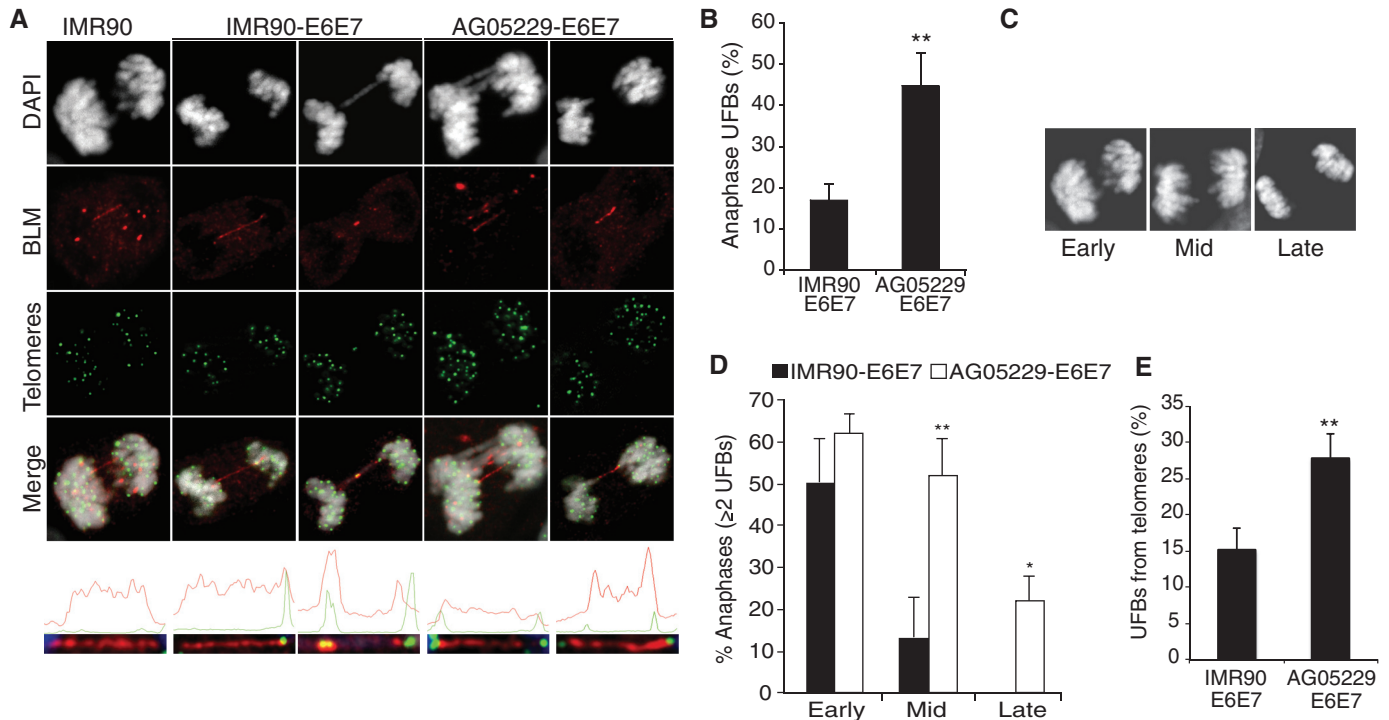 A
IMR90
IMR90-E6E7
AG05229-E6E7
DAPI
BLM
Telomeres
Merge
B
Anaphase UFBs (%)
60
50
40
30
20
10
0
**
IMR90
E6E7
AG05229
E6E7
C
Early
Mid
Late
D
IMR90-E6E7
AG05229-E6E7
% Anaphases (≥2 UFBs)
70
60
50
40
30
20
10
0
**
*
Early
Mid
Late
E
UFBs from telomeres (%)
35
30
25
20
15
10
5
0
**
IMR90
E6E7
AG05229
E6E7